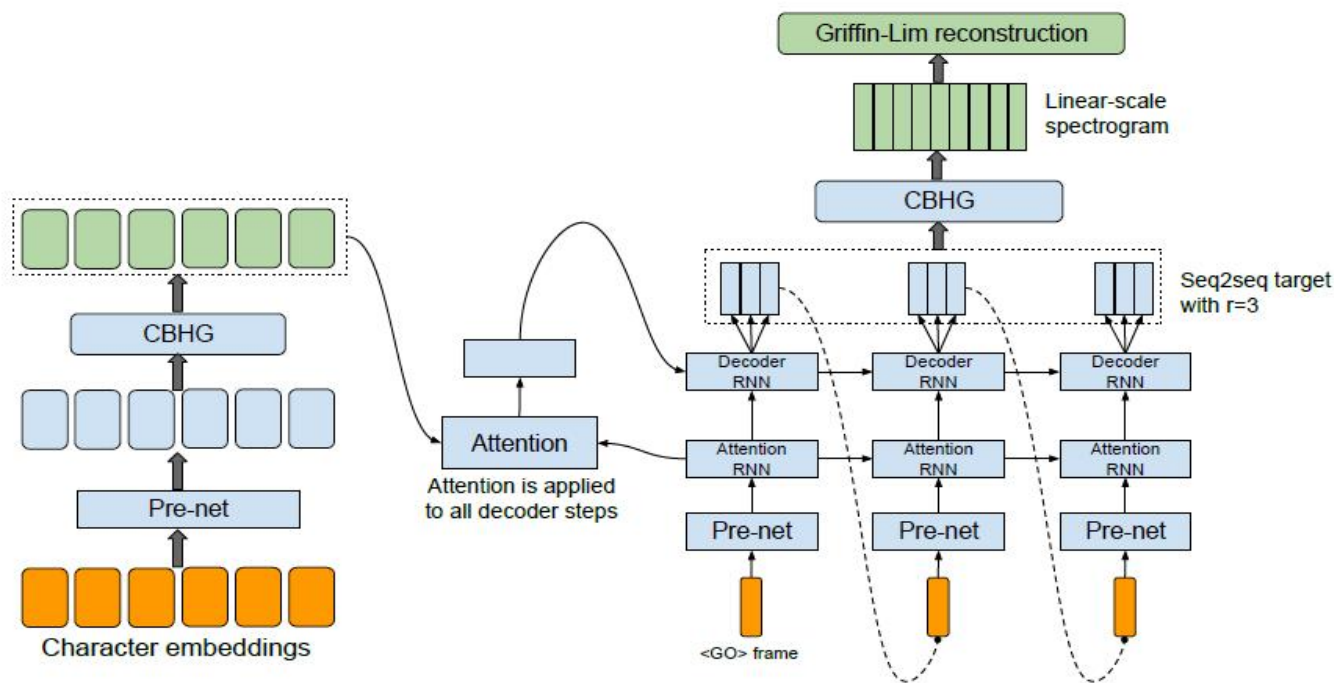 Griffin-Lim reconstruction
Linear-scale
spectrogram
CBHG
Seq2seq target
with r=3
CBHG
Decoder
RNN
Decoder
RNN
Decoder
RNN
Attention
Attention
RNN
Attention
RNN
Attention
RNN
Attention is applied
to all decoder steps
Pre-net
Pre-net
Pre-net
Pre-net
Character embeddings
<GO> frame